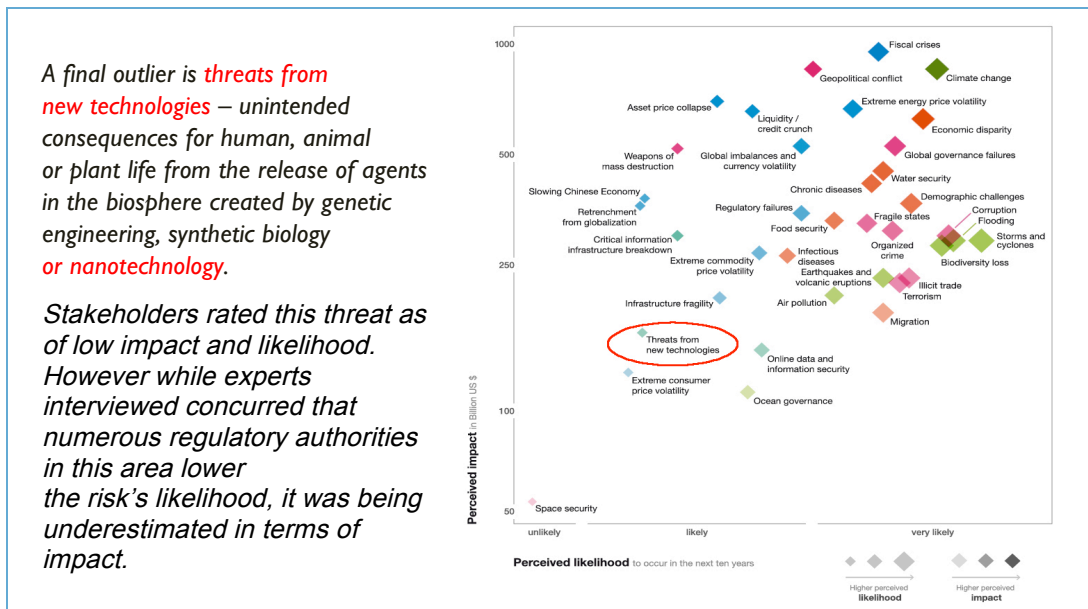 A final outlier is threats from
new technologies – unintended
consequences for human, animal
or plant life from the release of agents
in the biosphere created by genetic
engineering, synthetic biology
or nanotechnology.
Stakeholders rated this threat as
of low impact and likelihood.
However while experts
interviewed concurred that
numerous regulatory authorities
in this area lower
the risk's likelihood, it was being
underestimated in terms of
impact.
Perceived impact in Billion US $
1000
500
250
100
50
Fiscal crises
Geopolitical conflict
Climate change
Asset price collapse
Liquidity /
credit crunch
Extreme energy price volatility
Economic disparity
Weapons of
mass destruction
Global imbalances and
currency volatility
Global governance failures
Water security
Chronic diseases
Slowing Chinese Economy
Retrenchment
from globalization
Regulatory failures
Food security
Demographic challenges
Fragile states
Corruption
Flooding
Storms and
cyclones
Critical information
infrastructure breakdown
Organized
crime
Biodiversity loss
Extreme commodity
price volatility
Infectious
diseases
Earthquakes and
volcanic eruptions
Illicit trade
Terrorism
Infrastructure fragility
Air pollution
Migration
Threats from
new technologies
Online data and
information security
Extreme consumer
price volatility
Ocean governance
Space security
unlikely
likely
very likely
Perceived likelihood to occur in the next ten years
Higher perceived
likelihood
Higher perceived
impact